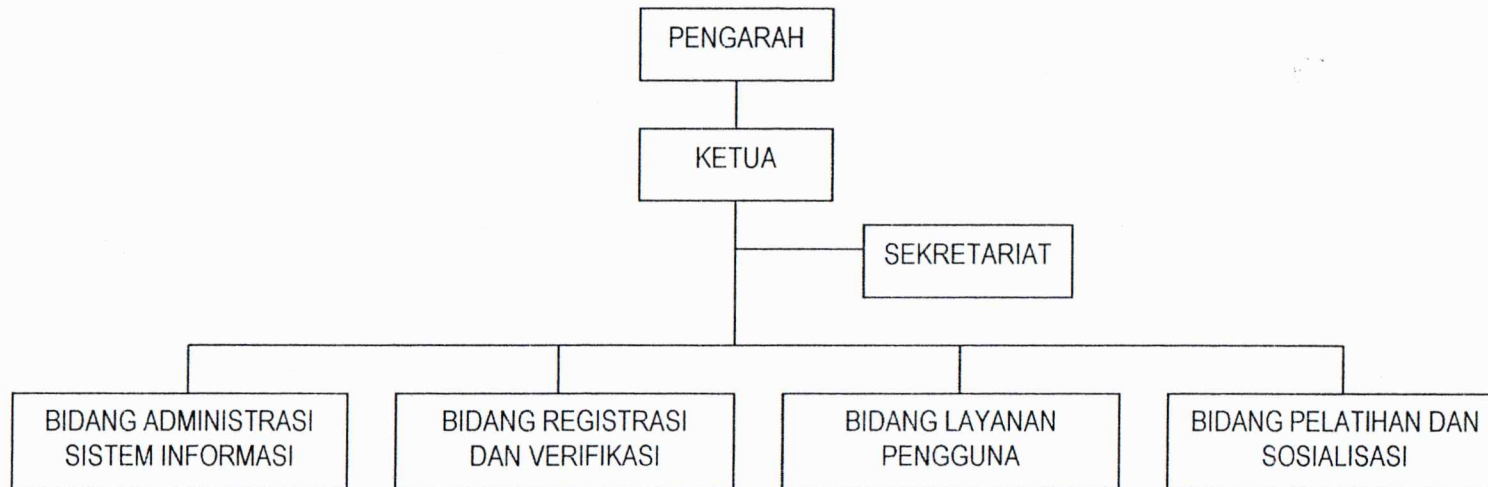 PENGARAH
KETUA
SEKRETARIAT
BIDANG ADMINISTRASI
SISTEM INFORMASI
BIDANG REGISTRASI
DAN VERIFIKASI
BIDANG LAYANAN
PENGGUNA
BIDANG PELATIHAN DAN
SOSIALISASI